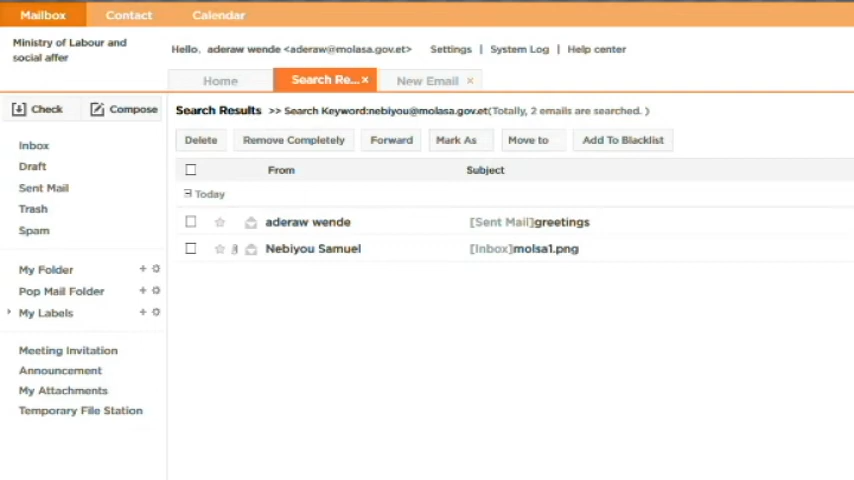 Mailbox Contact Calendar
Ministry of Labour and
social affer
Hello, aderaw wende <aderaw@molasa.gov.et> Settings | System Log | Help center
Home Search Re...× New Email ×
Check Compose
Search Results >> Search Keyword:nebiyou@molasa.gov.et(Totally, 2 emails are searched. )
Delete Remove Completely Forward Mark As Move to Add To Blacklist
From Subject
Today
aderaw wende [Sent Mail]greetings
Nebiyou Samuel [Inbox]molsa1.png
Inbox
Draft
Sent Mail
Trash
Spam
My Folder
Pop Mail Folder
My Labels
Meeting Invitation
Announcement
My Attachments
Temporary File Station